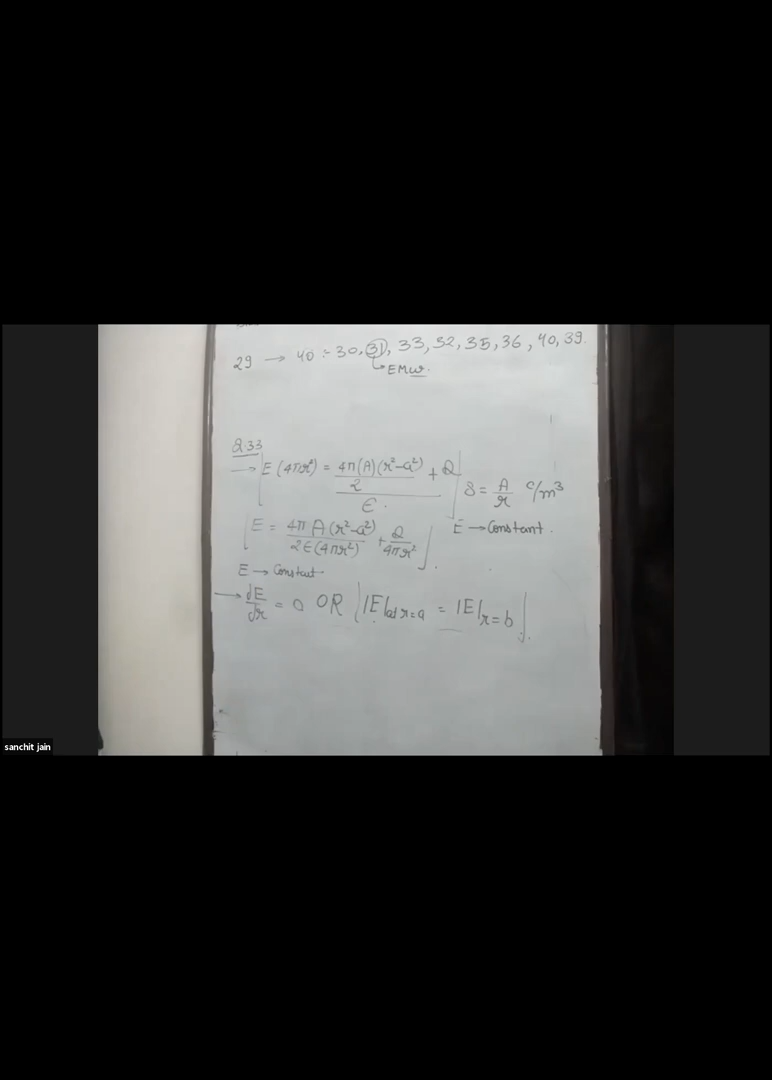 29 → 40 :- 30, 31, 33, 32, 35, 36, 40, 39.
↳ EMW.
Q.33
→ E (4πr²) = 4π(A)(r²-a²)/2 + Q / ε.
δ = A/r C/m³
E = 4π A (r²-a²) / 2ε(4πr²) + Q/4πr².
E → Constant.
E → Constant
→ dE/dr = 0 OR |E|at r=a = |E|r=b.
sanchit jain